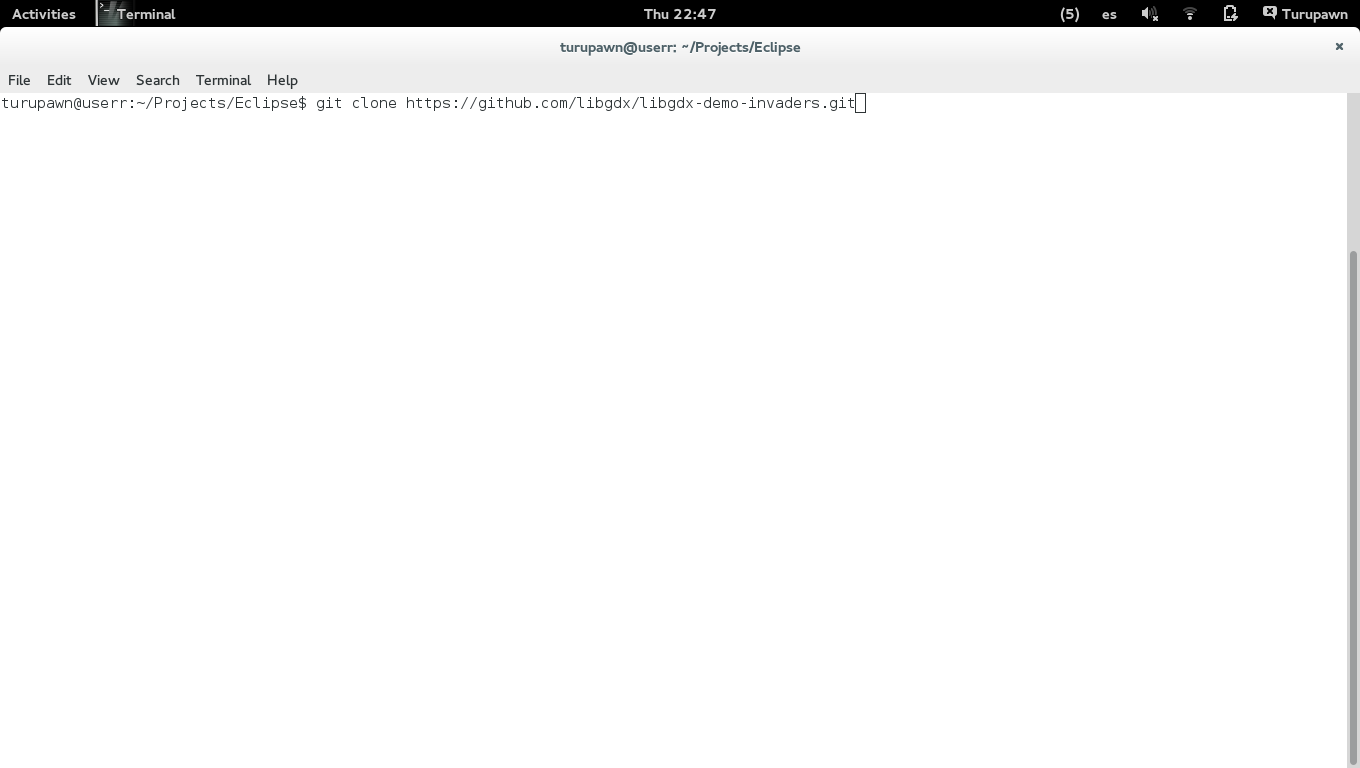 Activities Terminal Thu 22:47 (5) es Turupawn
turupawn@userr: ~/Projects/Eclipse
File Edit View Search Terminal Help
turupawn@userr:~/Projects/Eclipse$ git clone https://github.com/libgdx/libgdx-demo-invaders.git